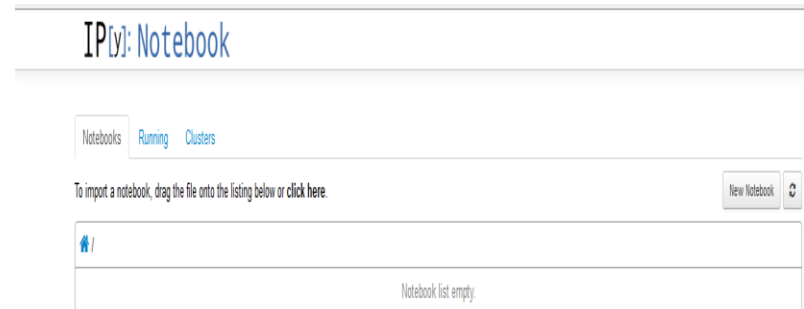 IP[y]: Notebook
Notebooks Running Clusters
To import a notebook, drag the file onto the listing below or click here.
New Notebook
/
Notebook list empty.